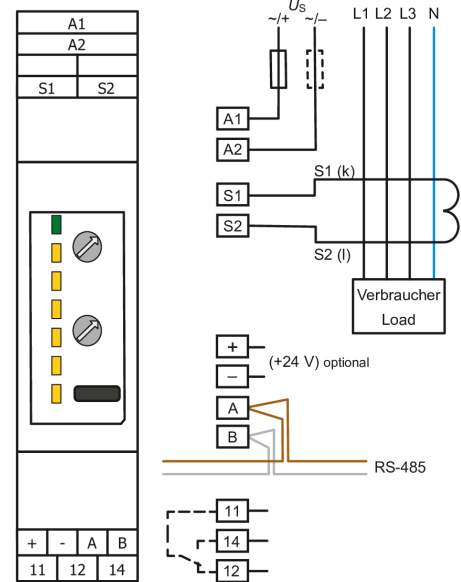 A1
A2
S1 S2
+ - A B
11 12 14
US
~/+ ~/–
L1 L2 L3 N
A1
A2
S1 (k)
S1
S2
S2 (l)
Verbraucher
Load
+
(+24 V) optional
–
A
B
RS-485
11
14
12